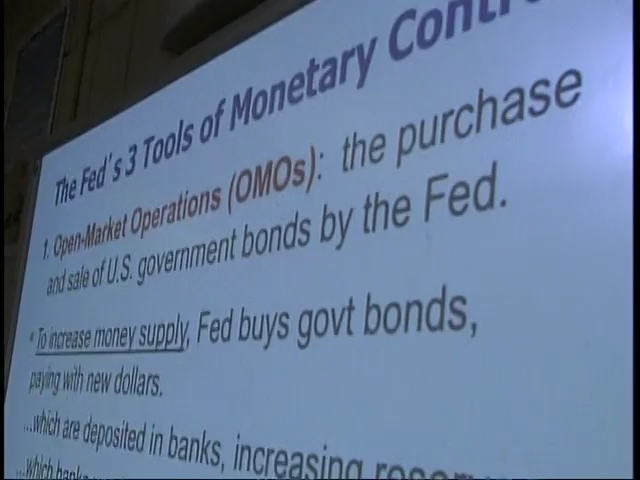 The Fed's 3 Tools of Monetary
1. Open-Market Operations (OMOs): the purchase
and sale of U.S. government bonds by the Fed.
• To increase money supply, Fed buys govt bonds,
paying with new dollars.
...which are deposited in banks, increasing
...which banks